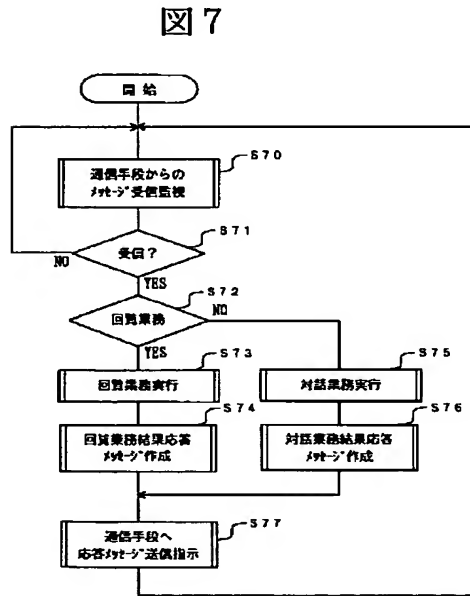 図7
開始
S70
通信手段からの
メッセージ受信監視
S71
受信?
NO
YES
S72
回覧業務
NO
YES
S73
回覧業務実行
S75
対話業務実行
S74
回覧業務結果応答
メッセージ作成
S76
対話業務結果応答
メッセージ作成
S77
通信手段へ
応答メッセージ送信指示